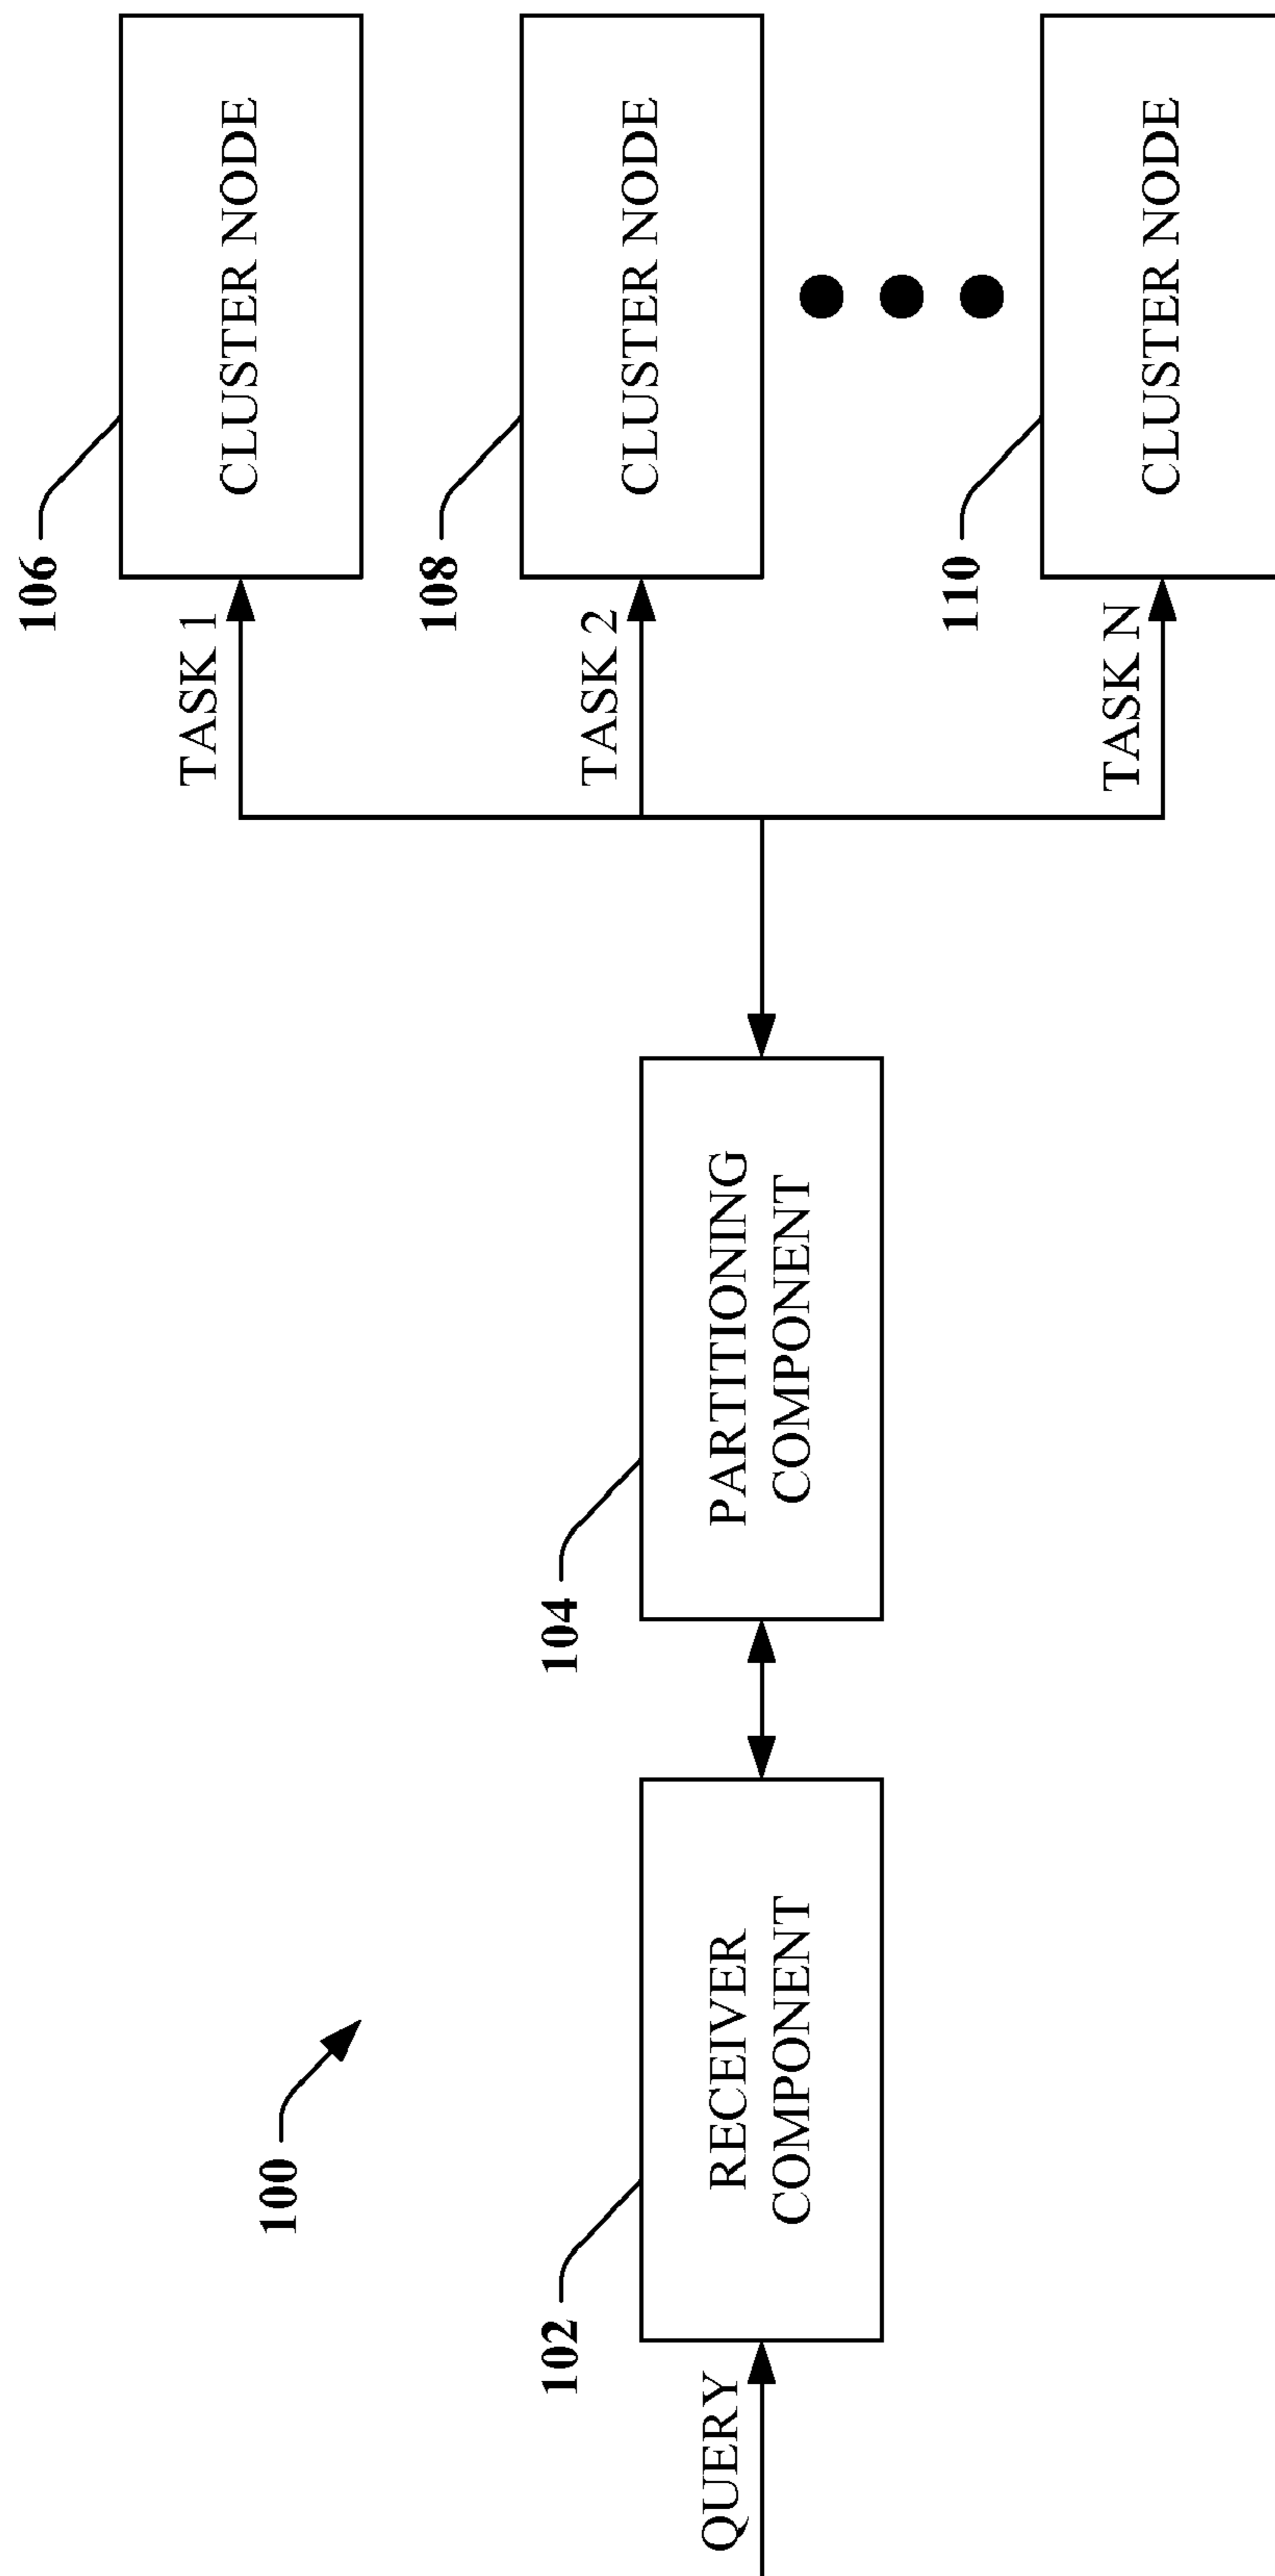 100
QUERY
102
RECEIVER
COMPONENT
104
PARTITIONING
COMPONENT
TASK 1
106
CLUSTER NODE
TASK 2
108
CLUSTER NODE
TASK N
110
CLUSTER NODE